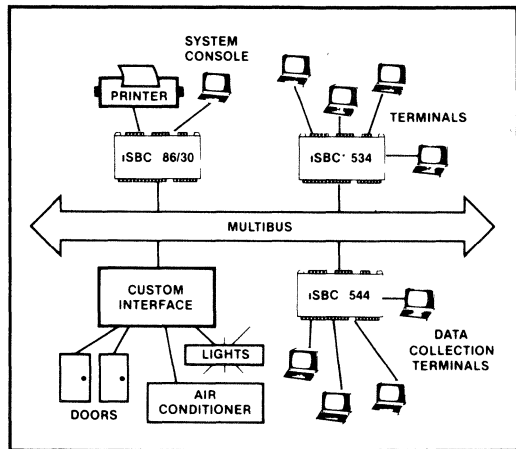 SYSTEM
CONSOLE
PRINTER
TERMINALS
iSBC 86/30
iSBC 534
MULTIBUS
CUSTOM
INTERFACE
iSBC 544
LIGHTS
DATA
COLLECTION
TERMINALS
DOORS
AIR
CONDITIONER